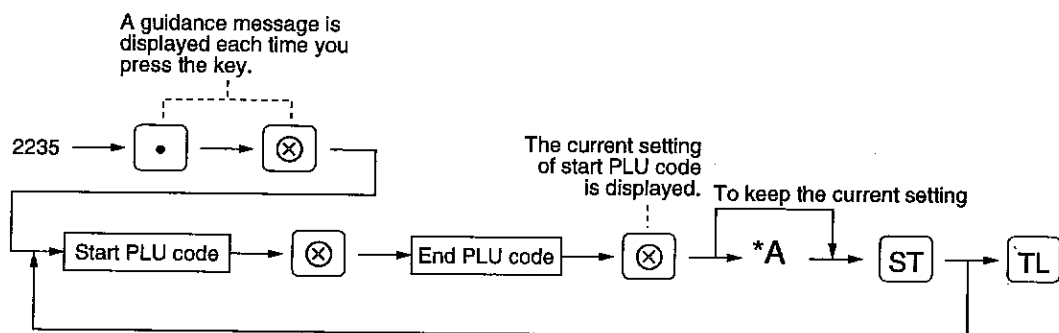 A guidance message is
displayed each time you
press the key.
2235
The current setting
of start PLU code
is displayed.
To keep the current setting
Start PLU code
End PLU code
*A
ST
TL